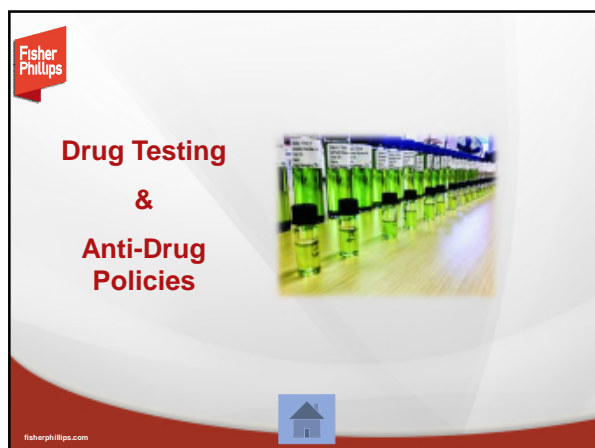 Fisher
Phillips
Drug Testing
&
Anti-Drug
Policies
fisherphillips.com